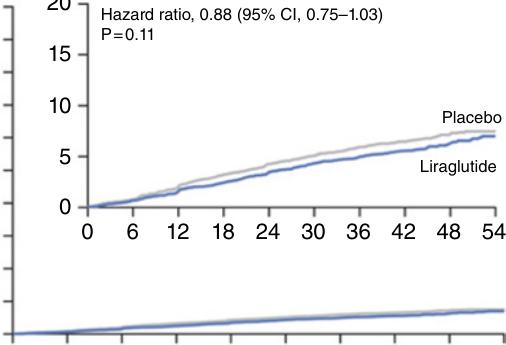 20
Hazard ratio, 0.88 (95% CI, 0.75–1.03)
P=0.11
15
10
Placebo
5
Liraglutide
0
0 6 12 18 24 30 36 42 48 54